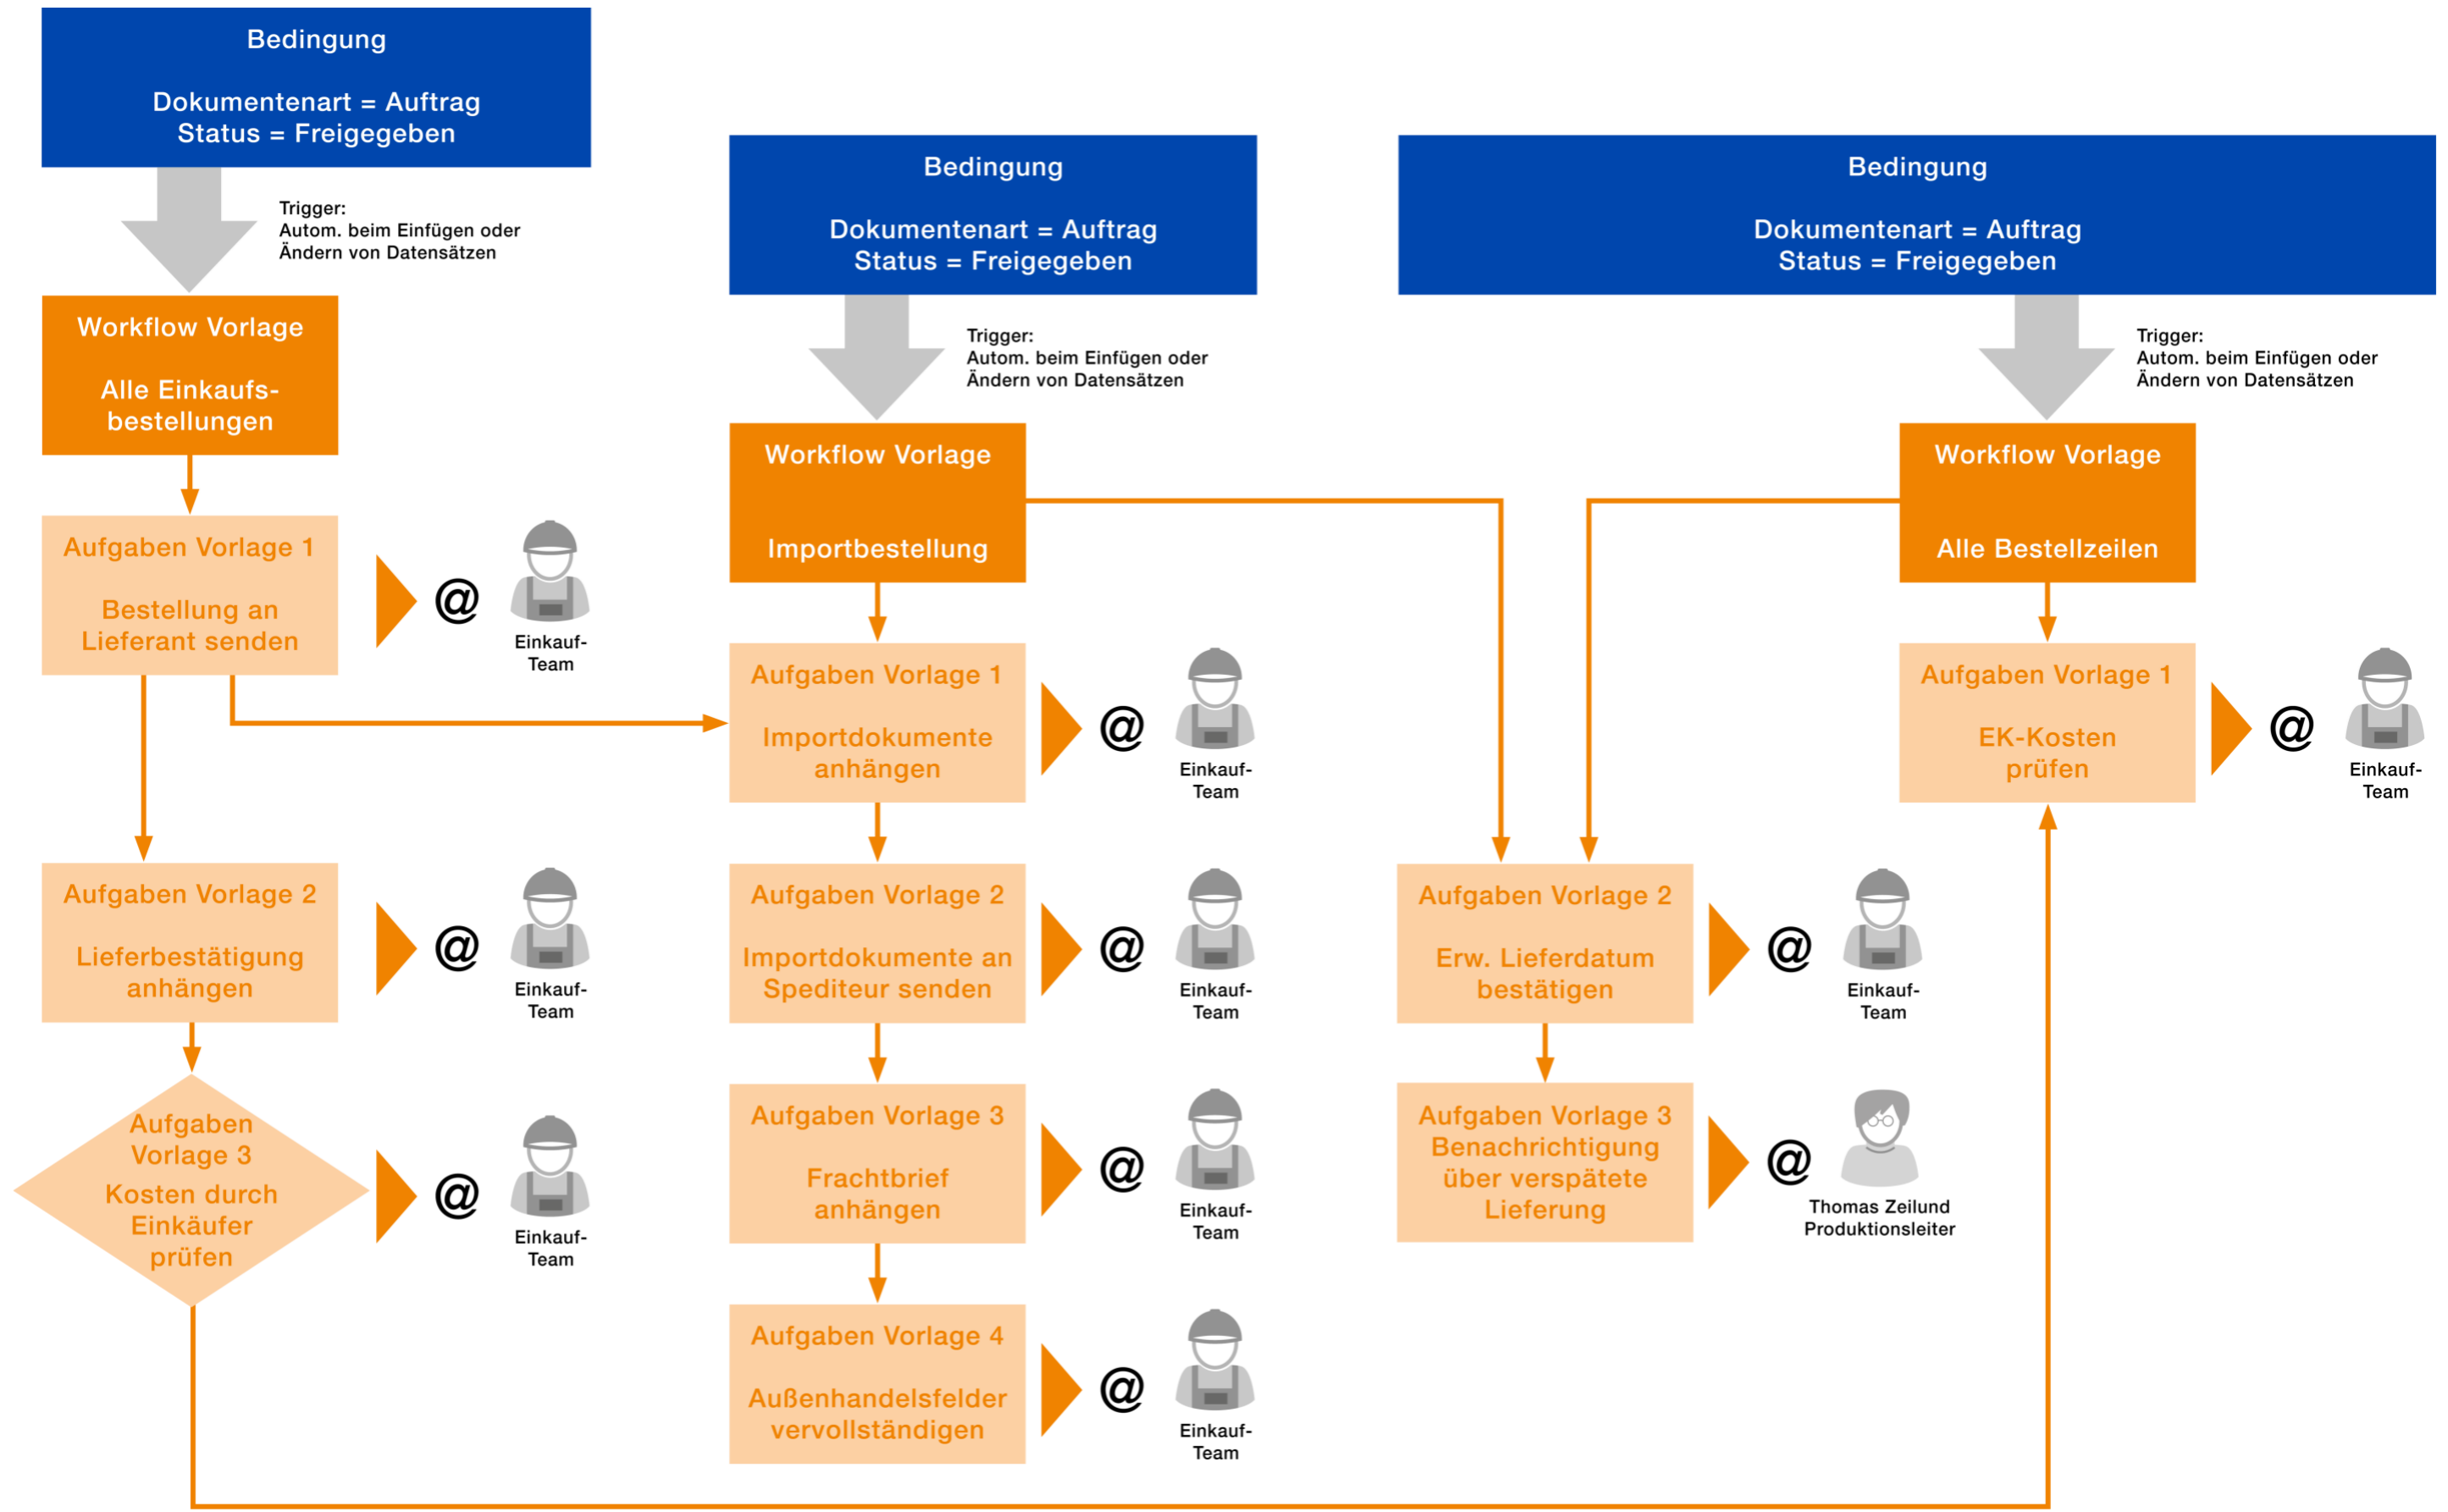 Bedingung
Dokumentenart = Auftrag
Status = Freigegeben
Trigger:
Autom. beim Einfügen oder
Ändern von Datensätzen
Workflow Vorlage
Alle Einkaufs-
bestellungen
Aufgaben Vorlage 1
Bestellung an
Lieferant senden
@
Einkauf-
Team
Aufgaben Vorlage 2
Lieferbestätigung
anhängen
@
Einkauf-
Team
Aufgaben
Vorlage 3
Kosten durch
Einkäufer
prüfen
@
Einkauf-
Team
Bedingung
Dokumentenart = Auftrag
Status = Freigegeben
Trigger:
Autom. beim Einfügen oder
Ändern von Datensätzen
Workflow Vorlage
Importbestellung
Aufgaben Vorlage 1
Importdokumente
anhängen
@
Einkauf-
Team
Aufgaben Vorlage 2
Importdokumente an
Spediteur senden
@
Einkauf-
Team
Aufgaben Vorlage 3
Frachtbrief
anhängen
@
Einkauf-
Team
Aufgaben Vorlage 4
Außenhandelsfelder
vervollständigen
@
Einkauf-
Team
Bedingung
Dokumentenart = Auftrag
Status = Freigegeben
Trigger:
Autom. beim Einfügen oder
Ändern von Datensätzen
Workflow Vorlage
Alle Bestellzeilen
Aufgaben Vorlage 1
EK-Kosten
prüfen
@
Einkauf-
Team
Aufgaben Vorlage 2
Erw. Lieferdatum
bestätigen
@
Einkauf-
Team
Aufgaben Vorlage 3
Benachrichtigung
über verspätete
Lieferung
@
Thomas Zeilund
Produktionsleiter